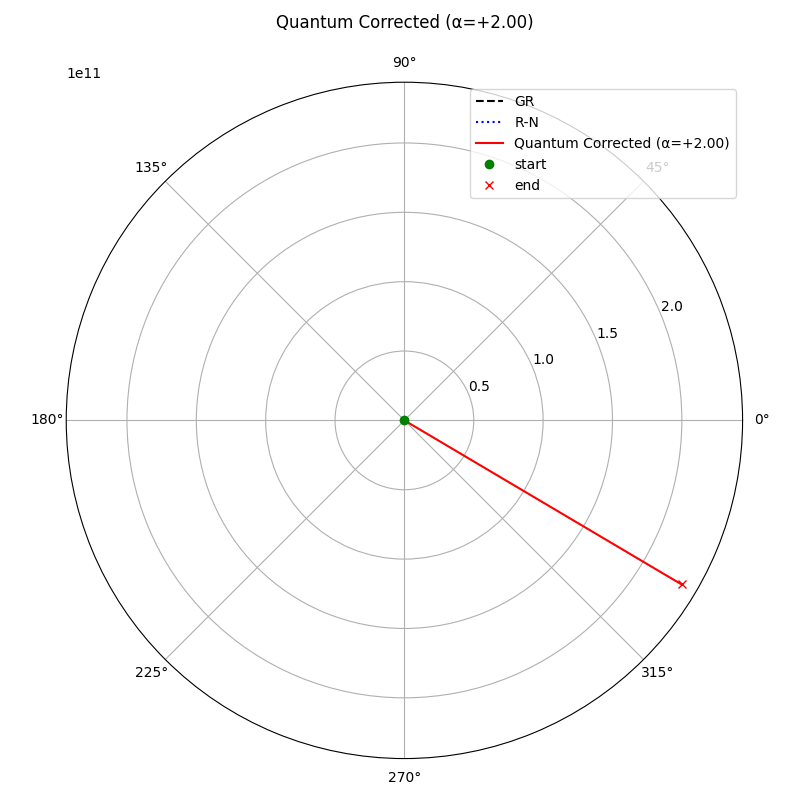 Quantum Corrected (α=+2.00)
1e11
90°
GR
R-N
Quantum Corrected (α=+2.00)
start
end
135°
45°
2.0
1.5
1.0
0.5
180°
0°
225°
315°
270°